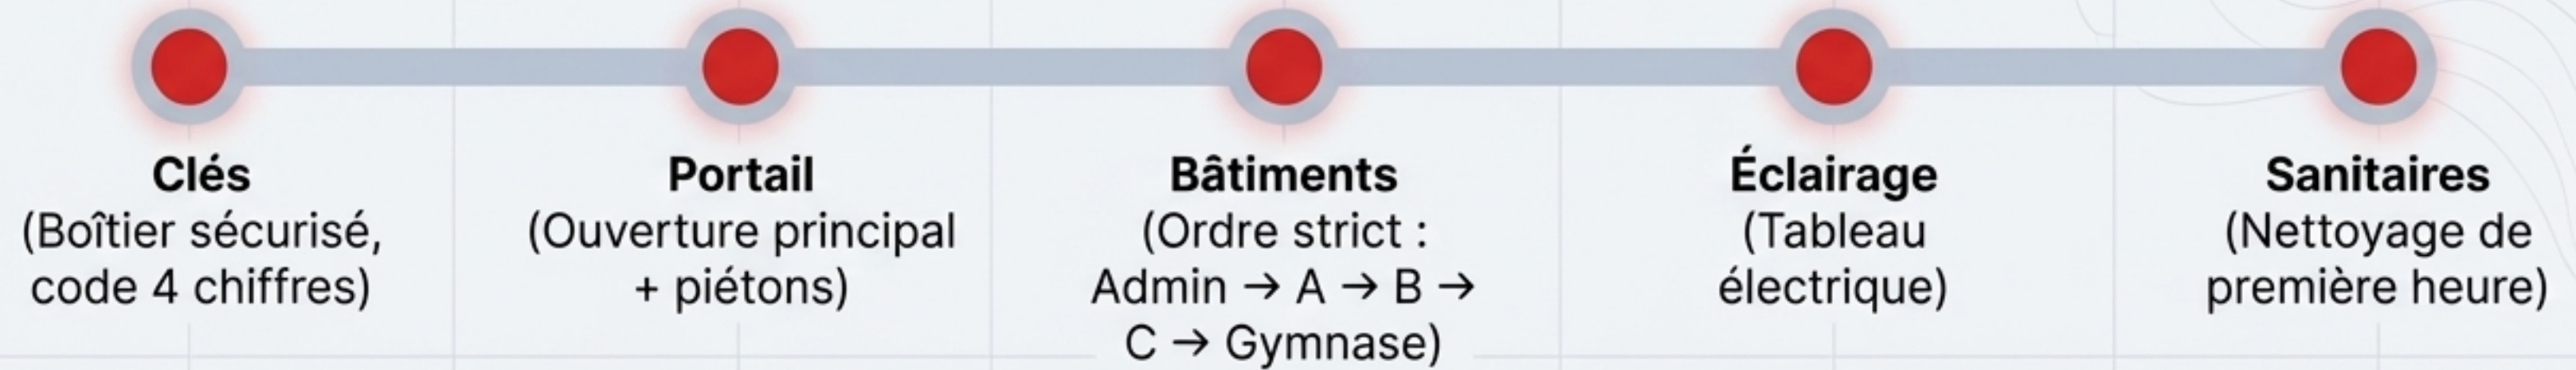 Clés
(Boîtier sécurisé,
code 4 chiffres)
Portail
(Ouverture principal
+ piétons)
Bâtiments
(Ordre strict :
Admin → A → B →
C → Gymnase)
Éclairage
(Tableau
électrique)
Sanitaires
(Nettoyage de
première heure)